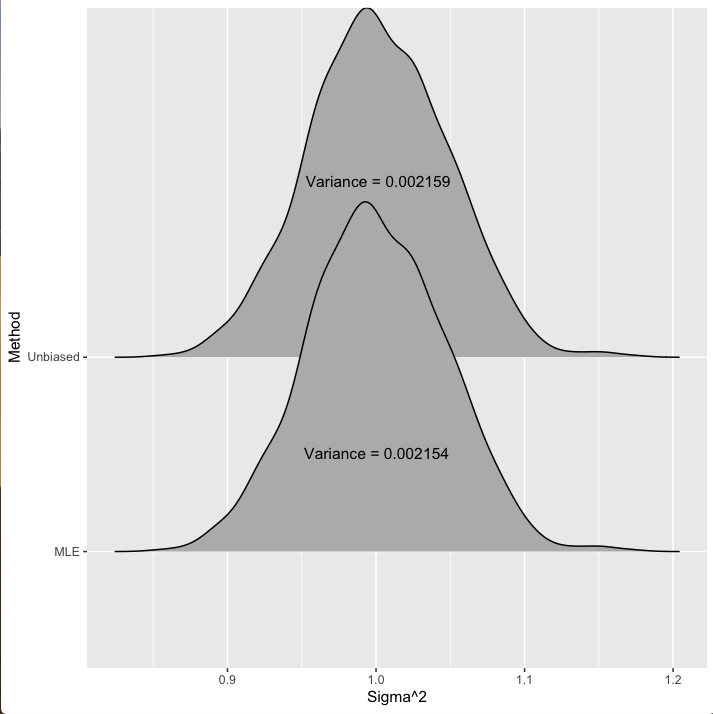 Variance = 0.002159
Method
Unbiased
Variance = 0.002154
MLE
0.9 1.0 1.1 1.2
Sigma^2